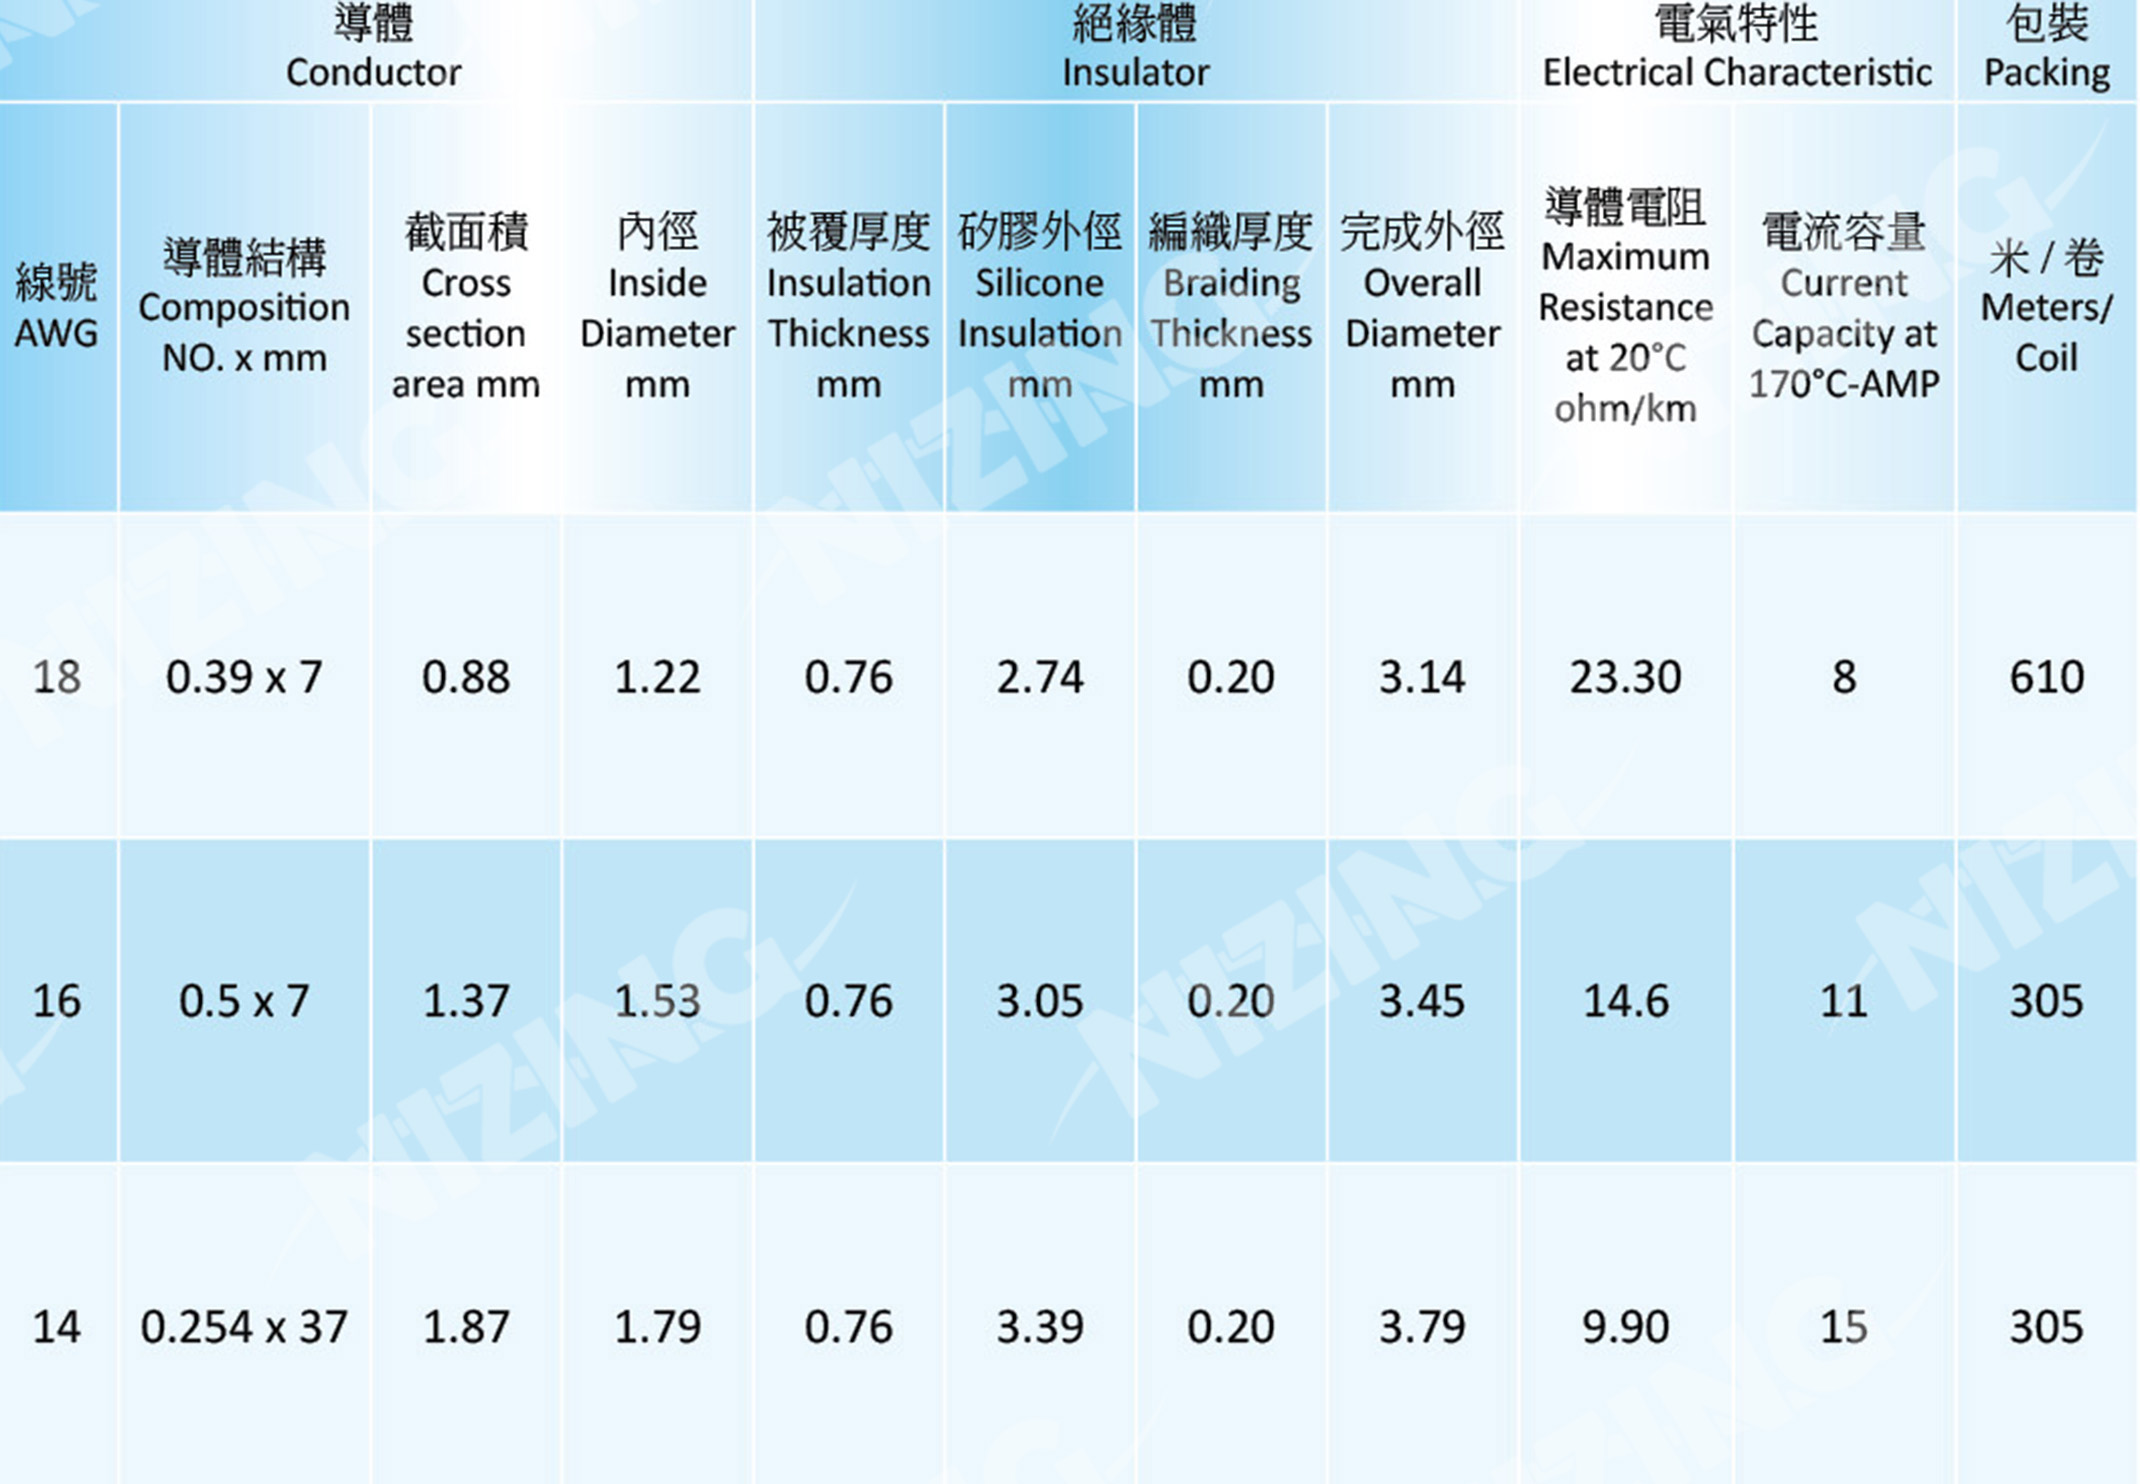 導體
Conductor
絕緣體
Insulator
電氣特性
Electrical Characteristic
包裝
Packing
線號
AWG
導體結構
Composition
NO. x mm
截面積
Cross
section
area mm
內徑
Inside
Diameter
mm
被覆厚度
Insulation
Thickness
mm
矽膠外俓
Silicone
Insulation
mm
編織厚度
Braiding
Thickness
mm
完成外徑
Overall
Diameter
mm
導體電阻
Maximum
Resistance
at 20°C
ohm/km
電流容量
Current
Capacity at
170°C-AMP
米 / 卷
Meters/
Coil
18 0.39 x 7 0.88 1.22 0.76 2.74 0.20 3.14 23.30 8 610
16 0.5 x 7 1.37 1.53 0.76 3.05 0.20 3.45 14.6 11 305
14 0.254 x 37 1.87 1.79 0.76 3.39 0.20 3.79 9.90 15 305
NIZING
NIZING
NIZING
NIZING
NIZING